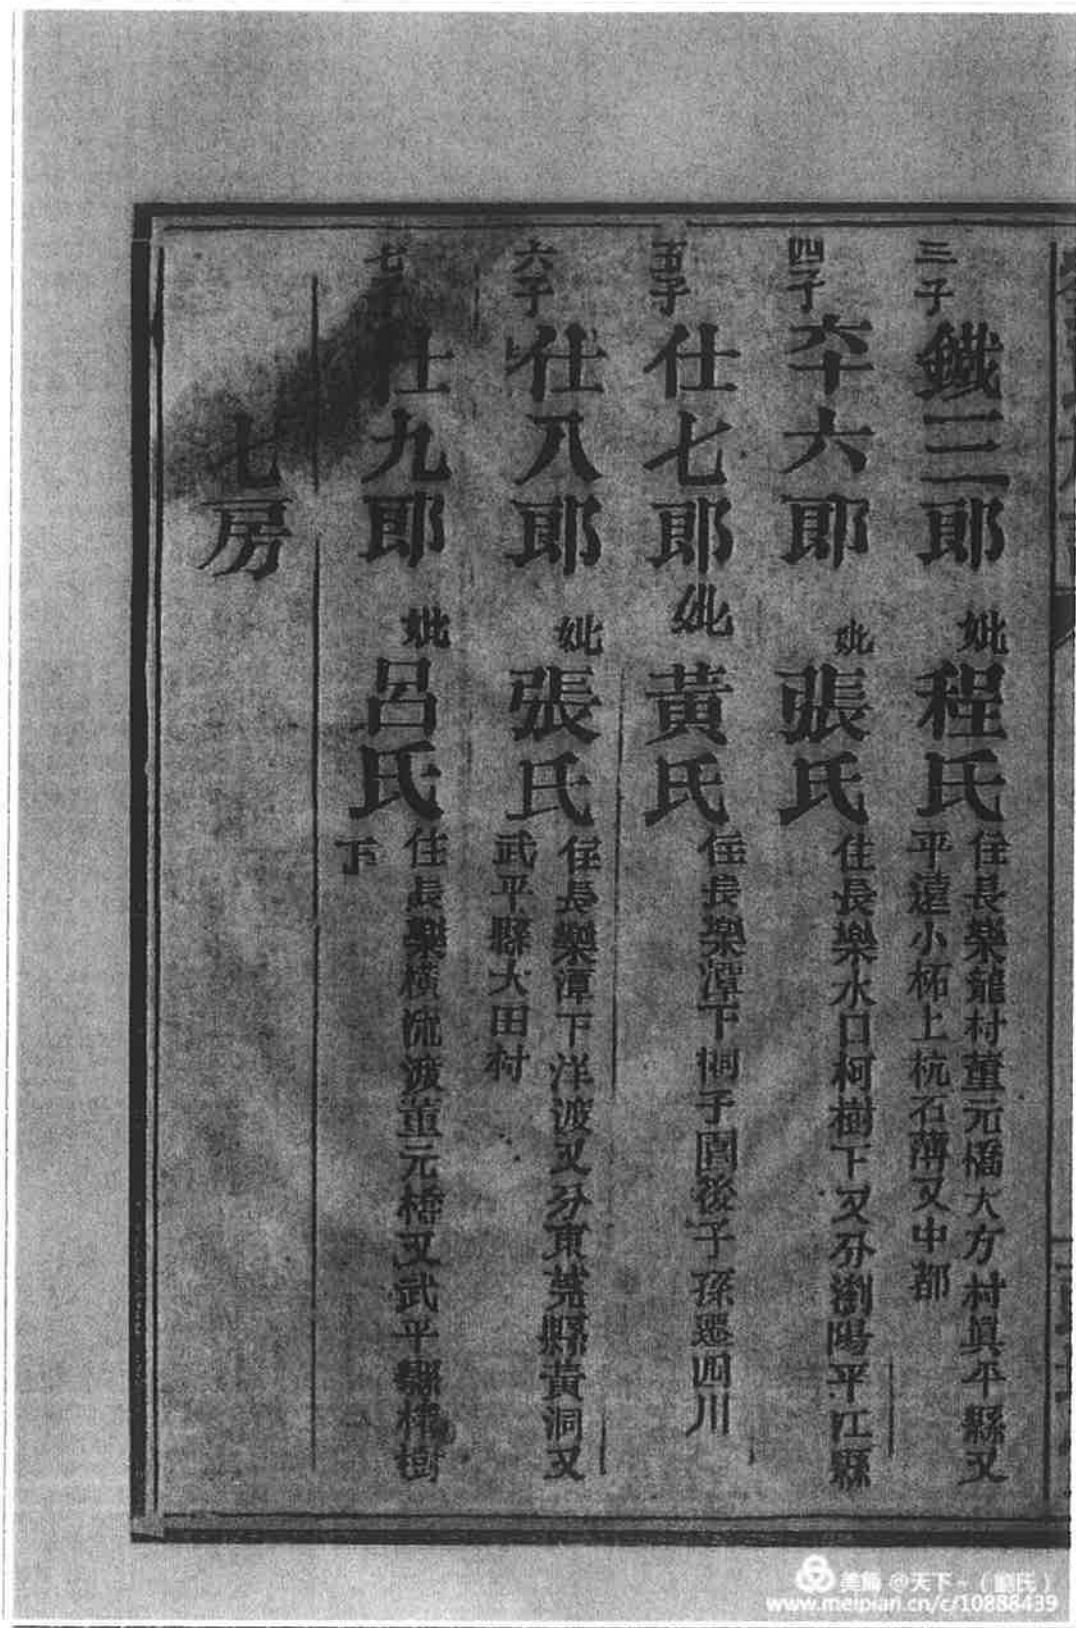 三子 鐵三郎 妣 程氏 住長樂龍村董元橋大方村眞平縣又
平遠小柘上杭石薄又中都
四子 六六郎 妣 張氏 住長樂水口柯樹下又分瀏陽平江縣
五子 仕七郎 妣 黃氏 住長樂潭下 子園後子孫遷四川
六子 仕八郎 妣 張氏 住長樂潭下洋渡又分東莞縣黃洞又
武平縣大田村
七子 仕九郎 妣 呂氏 住長樂橫流渡董元橋又武平縣 樹
下
七房
美篇 @天下~(劉氏)
www.meipian.cn/c/10888439